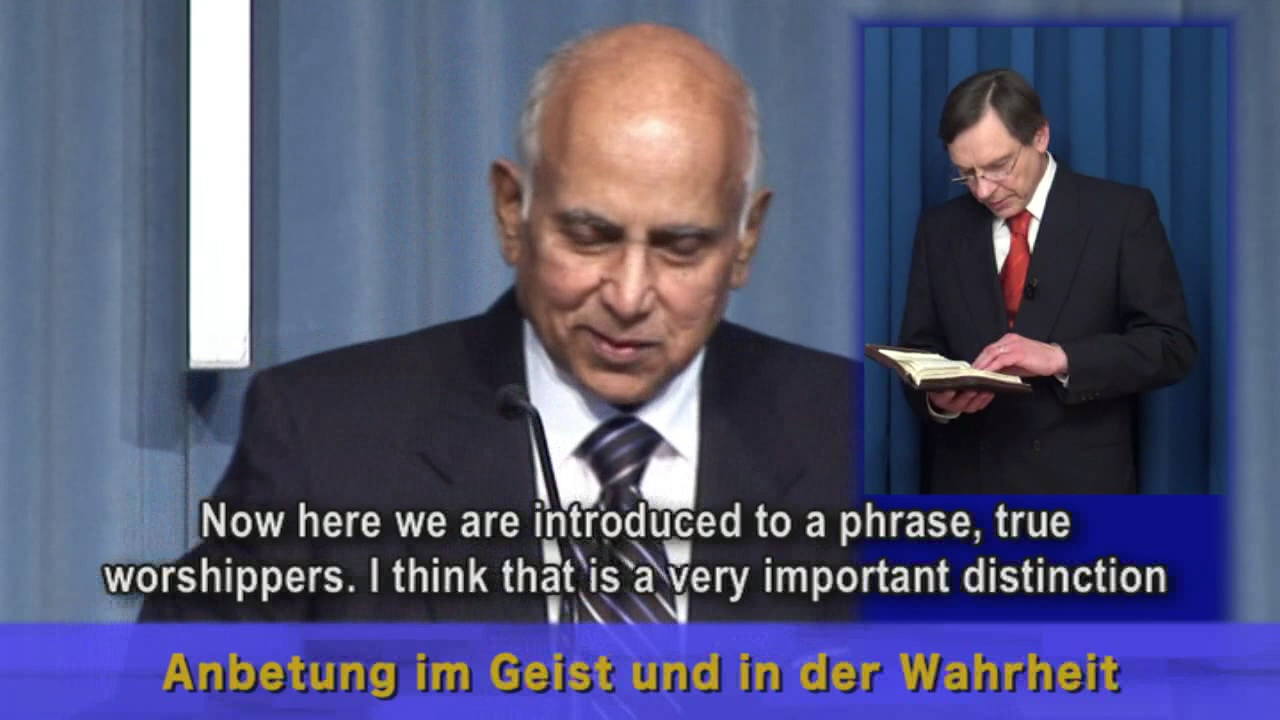 Now here we are introduced to a phrase, true
worshippers. I think that is a very important distinction
Anbetung im Geist und in der Wahrheit